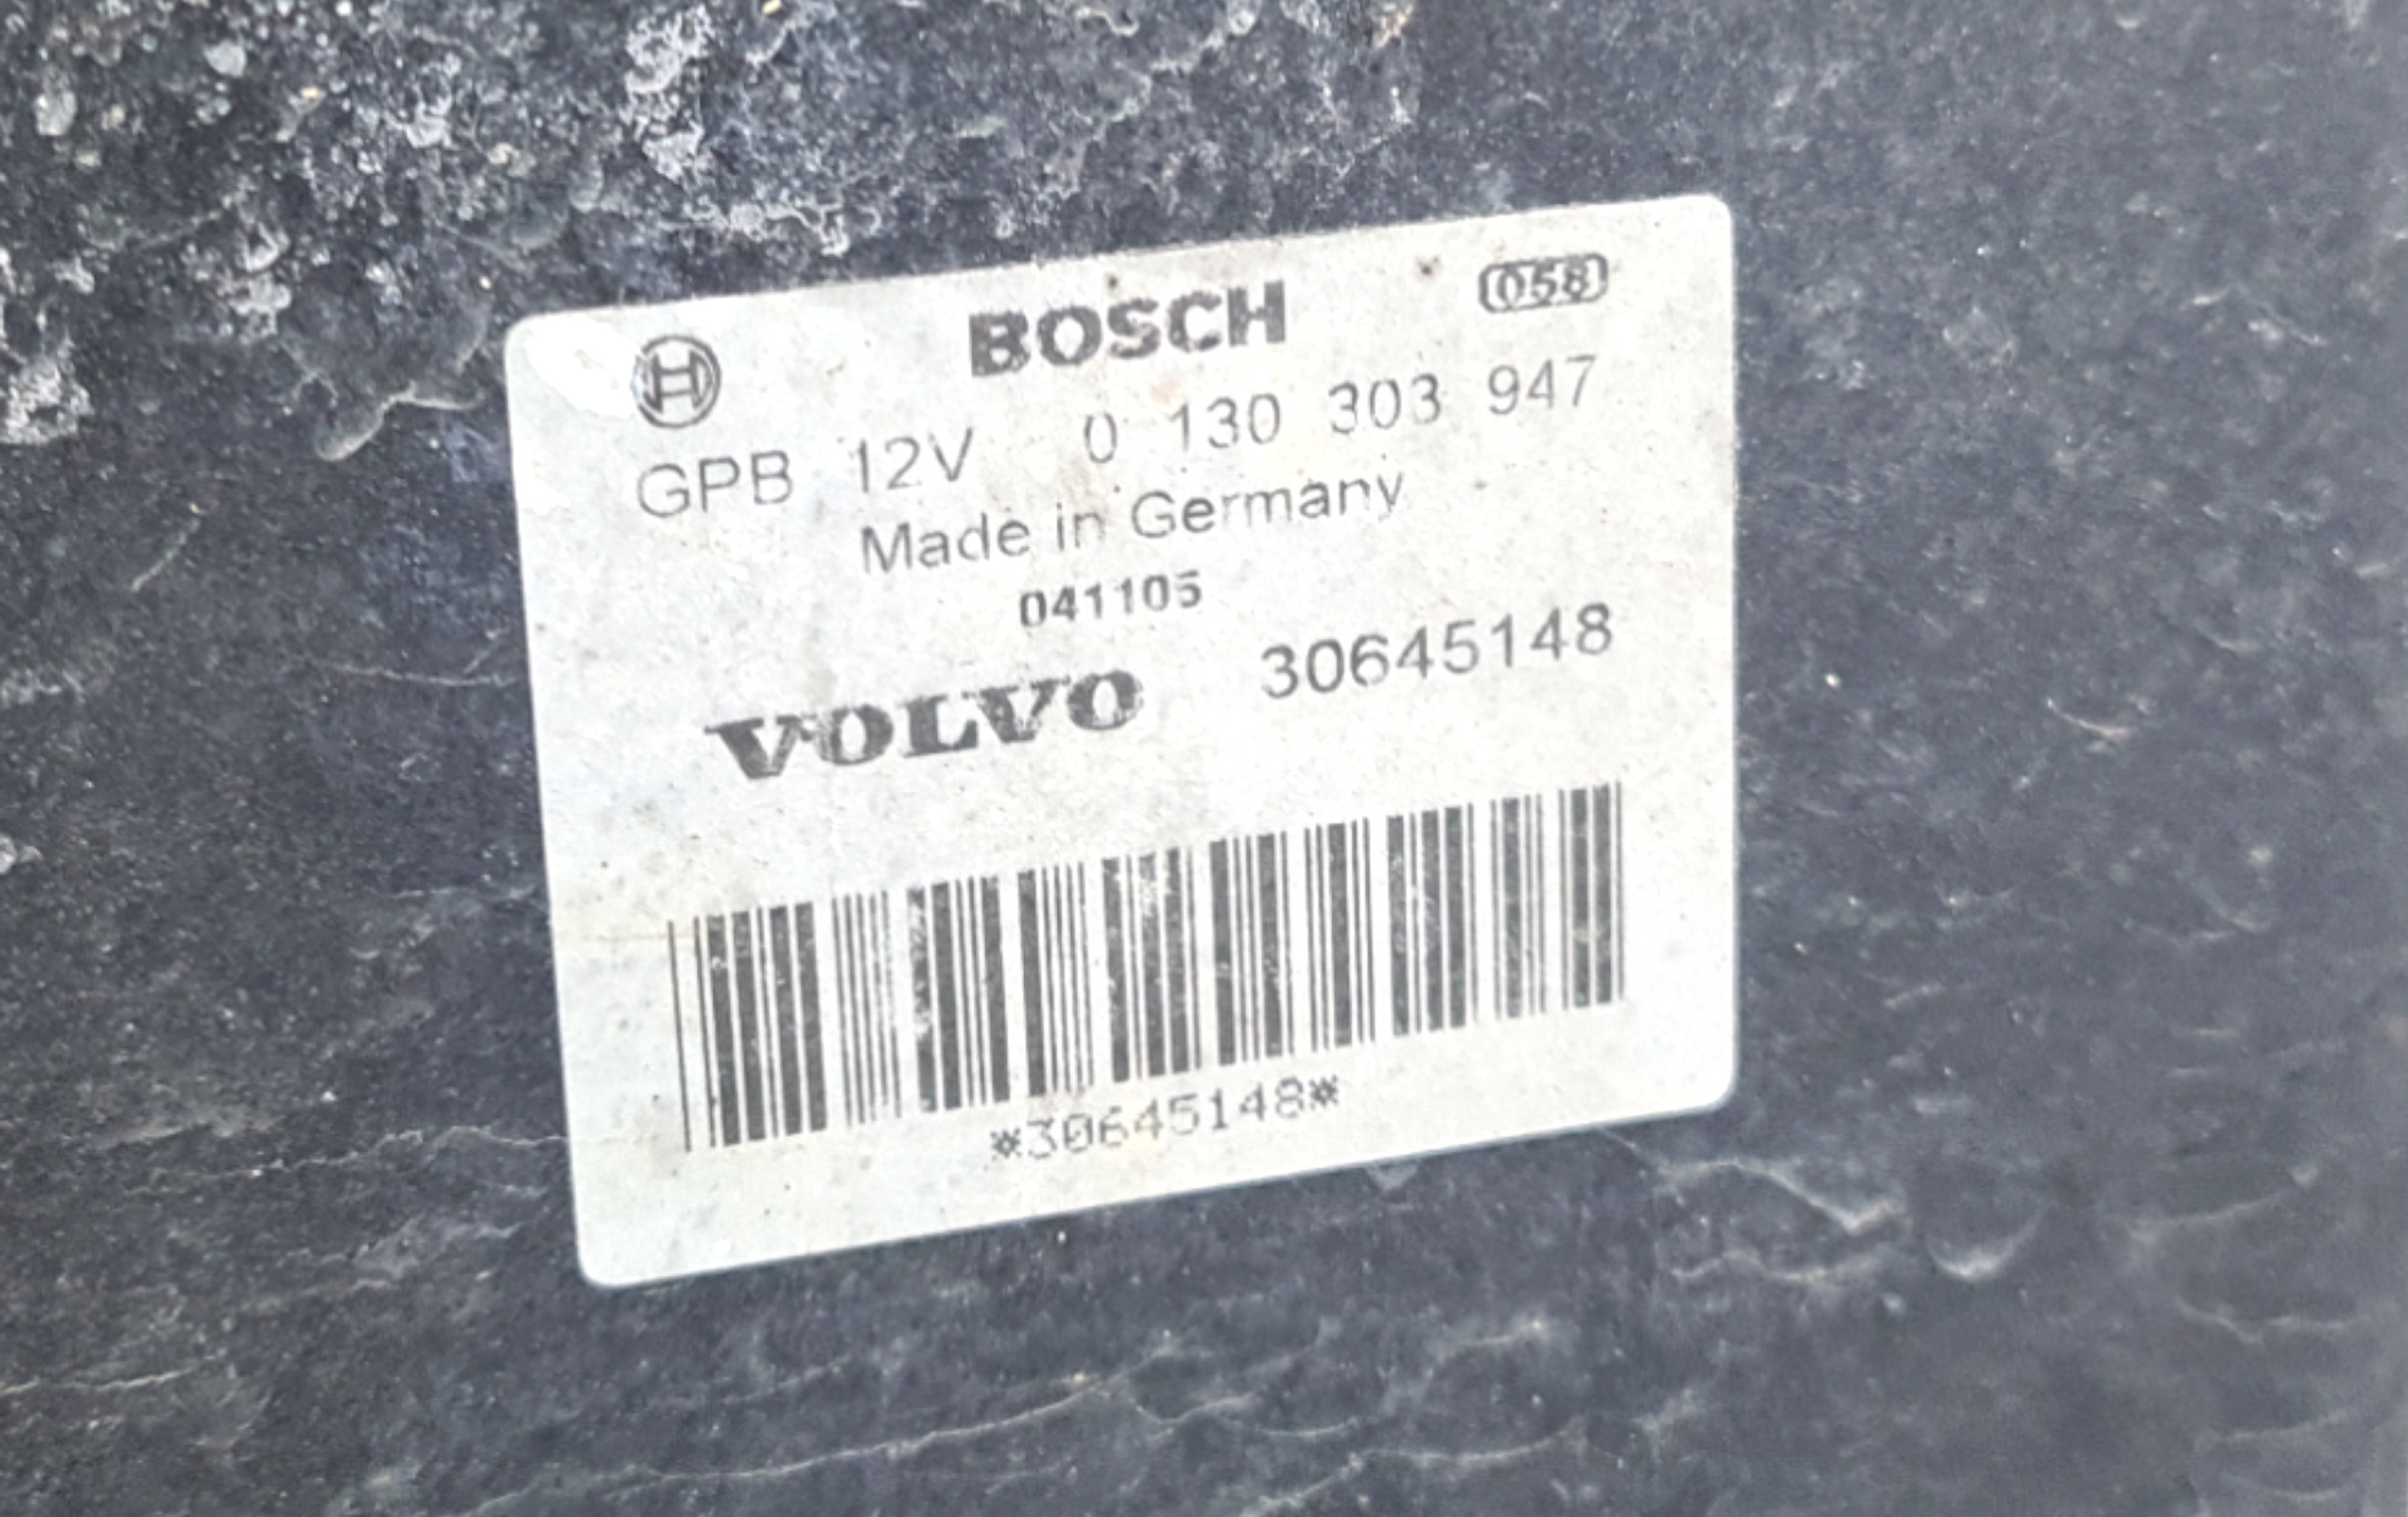 BOSCH 058
GPB 12V 0 130 303 947
Made in Germany
041105
VOLVO 30645148
*30645148*